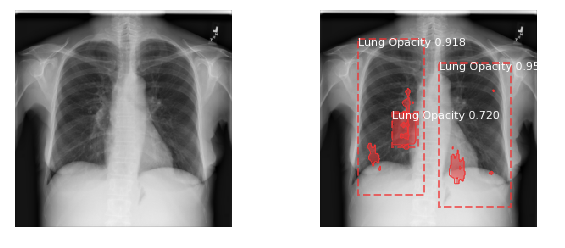 Lung Opacity 0.918
Lung Opacity 0.95
Lung Opacity 0.720